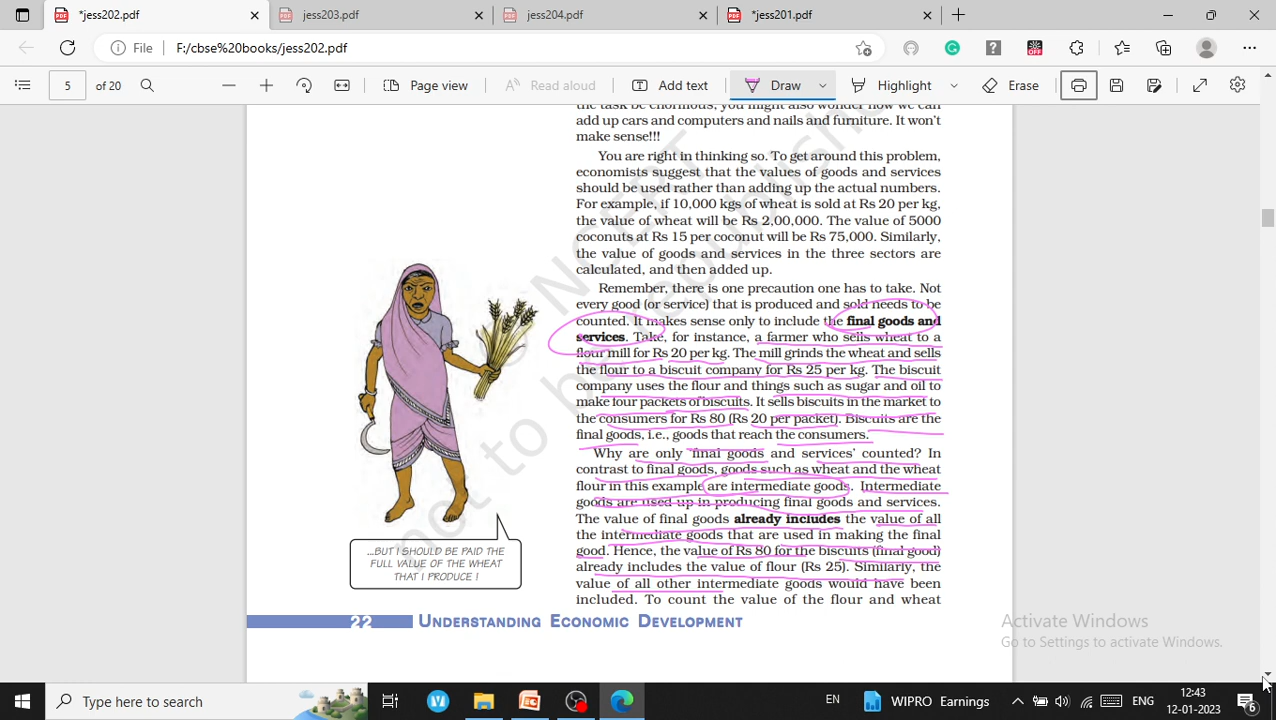 *jess202.pdf
jess203.pdf
jess204.pdf
*jess201.pdf
File F:/cbse%20books/jess202.pdf
5 of 20
Page view
Read aloud
Add text
Draw
Highlight
Erase
add up cars and computers and nails and furniture. It won't
make sense!!!
You are right in thinking so. To get around this problem,
economists suggest that the values of goods and services
should be used rather than adding up the actual numbers.
For example, if 10,000 kgs of wheat is sold at Rs 20 per kg,
the value of wheat will be Rs 2,00,000. The value of 5000
coconuts at Rs 15 per coconut will be Rs 75,000. Similarly,
the value of goods and services in the three sectors are
calculated, and then added up.
Remember, there is one precaution one has to take. Not
every good (or service) that is produced and sold needs to be
counted. It makes sense only to include the final goods and
services. Take, for instance, a farmer who sells wheat to a
flour mill for Rs 20 per kg. The mill grinds the wheat and sells
the flour to a biscuit company for Rs 25 per kg. The biscuit
company uses the flour and things such as sugar and oil to
make four packets of biscuits. It sells biscuits in the market to
the consumers for Rs 80 (Rs 20 per packet). Biscuits are the
final goods, i.e., goods that reach the consumers.
Why are only 'final goods and services' counted? In
contrast to final goods, goods such as wheat and the wheat
flour in this example are intermediate goods. Intermediate
goods are used up in producing final goods and services.
The value of final goods already includes the value of all
the intermediate goods that are used in making the final
good. Hence, the value of Rs 80 for the biscuits (final good)
already includes the value of flour (Rs 25). Similarly, the
value of all other intermediate goods would have been
included. To count the value of the flour and wheat
...BUT I SHOULD BE PAID THE
FULL VALUE OF THE WHEAT
THAT I PRODUCE !
22 UNDERSTANDING ECONOMIC DEVELOPMENT
NCERT
not to be republished
Activate Windows
Go to Settings to activate Windows.
Type here to search
EN
WIPRO Earnings
ENG
12:43
12-01-2023
6